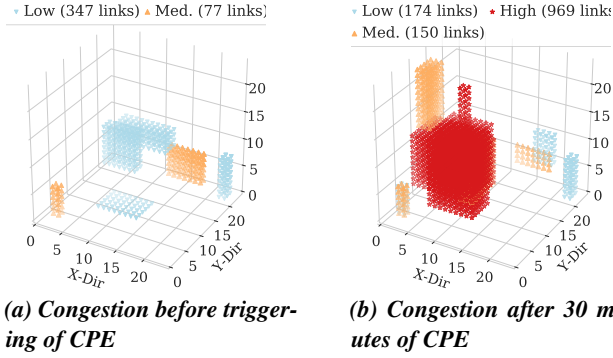 Low (347 links) Med. (77 links)
25
20
15
10
5
0
0
5
10
15
20
X-Dir
0
5
10
15
20
Y-Dir
(a) Congestion before trigger-
ing of CPE
Low (174 links) High (969 links
Med. (150 links)
20
15
10
5
0
0
5
10
15
20
X-Dir
0
5
10
15
20
Y-Dir
(b) Congestion after 30 m
utes of CPE